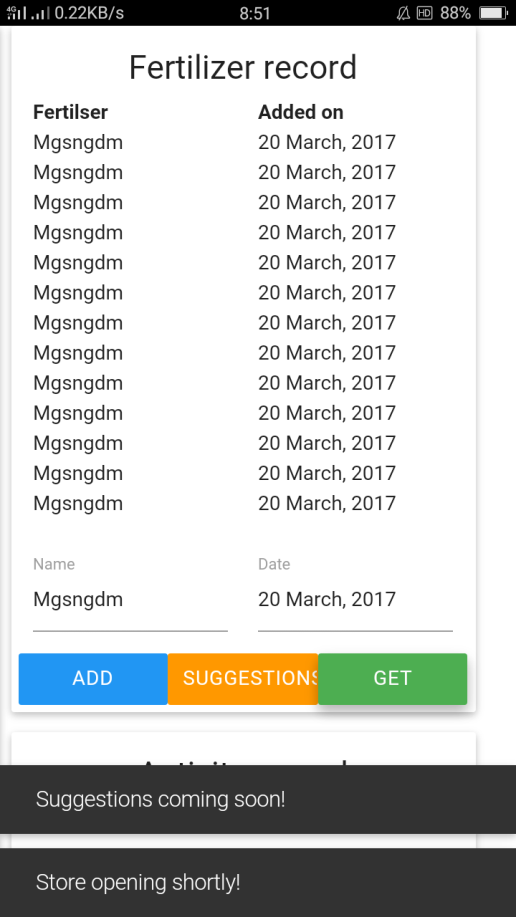 4G 0.22KB/s 8:51 HD 88%
Fertilizer record
Fertilser Added on
Mgsngdm 20 March, 2017
Mgsngdm 20 March, 2017
Mgsngdm 20 March, 2017
Mgsngdm 20 March, 2017
Mgsngdm 20 March, 2017
Mgsngdm 20 March, 2017
Mgsngdm 20 March, 2017
Mgsngdm 20 March, 2017
Mgsngdm 20 March, 2017
Mgsngdm 20 March, 2017
Mgsngdm 20 March, 2017
Mgsngdm 20 March, 2017
Mgsngdm 20 March, 2017
Name Date
Mgsngdm 20 March, 2017
ADD SUGGESTIONS GET
Suggestions coming soon!
Store opening shortly!